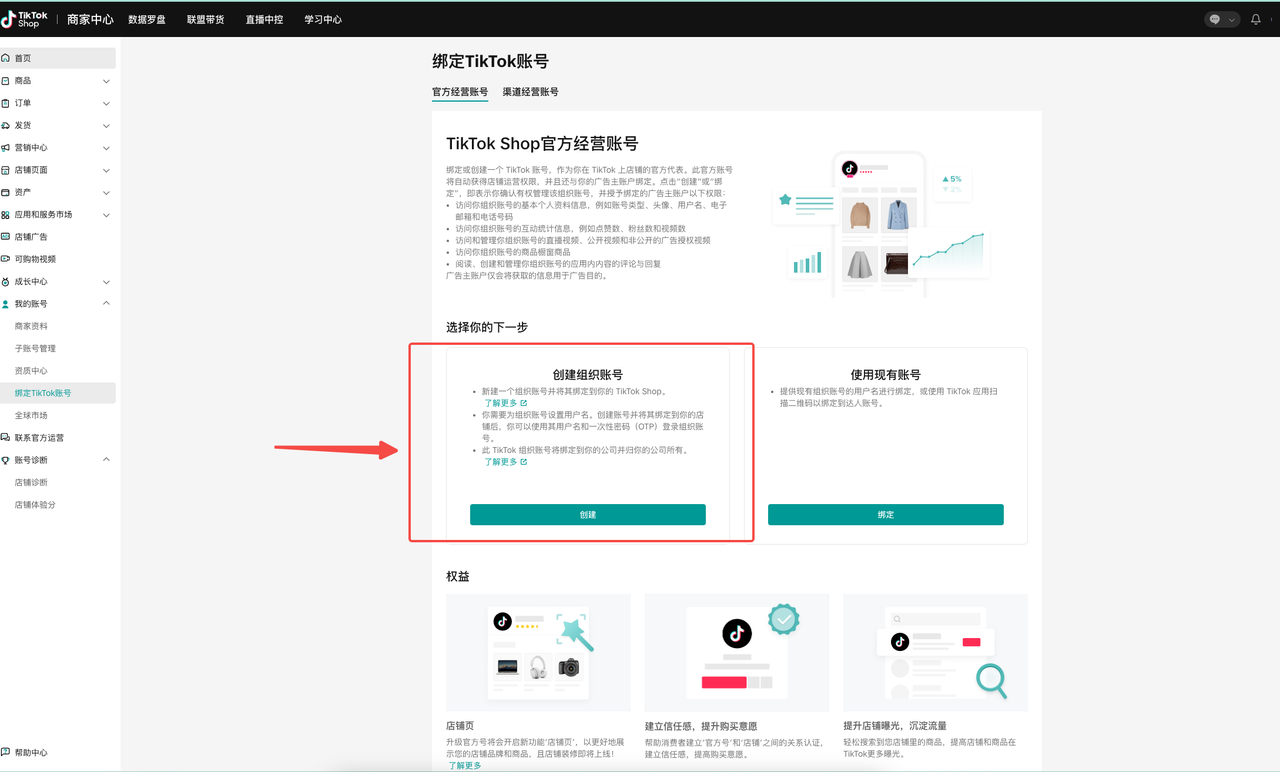 TikTok Shop
商家中心
数据罗盘
联盟带货
直播中控
学习中心
首页
商品
订单
发货
营销中心
店铺页面
资产
应用和服务市场
店铺广告
可购物视频
成长中心
我的账号
商家资料
子账号管理
资质中心
绑定TikTok账号
全球市场
联系官方运营
账号诊断
店铺诊断
店铺体验分
帮助中心
绑定TikTok账号
官方经营账号
渠道经营账号
TikTok Shop官方经营账号
绑定或创建一个 TikTok 账号，作为你在 TikTok 上店铺的官方代表。此官方账号
将自动获得店铺运营权限，并且还与你的广告主账户绑定。点击"创建"或"绑
定"，即表示你确认有权管理该组织账号，并授予绑定的广告主账户以下权限：
• 访问你组织账号的基本个人资料信息，例如账号类型、头像、用户名、电子
邮箱和电话号码
• 访问你组织账号的互动统计信息，例如点赞数、粉丝数和视频数
• 访问和管理你组织账号的直播视频、公开视频和非公开的广告授权视频
• 访问你组织账号的商品橱窗商品
• 阅读、创建和管理你组织账号的应用内内容的评论与回复
广告主账户仅会将获取的信息用于广告目的。
5%
2%
选择你的下一步
创建组织账号
• 新建一个组织账号并将其绑定到你的 TikTok Shop。
了解更多
• 你需要为组织账号设置用户名。创建账号并将其绑定到你的店
铺后，你可以使用其用户名和一次性密码（OTP）登录组织账
号。
• 此 TikTok 组织账号将绑定到你的公司并归你的公司所有。
了解更多
创建
使用现有账号
• 提供现有组织账号的用户名进行绑定，或使用 TikTok 应用扫
描二维码以绑定到达人账号。
绑定
权益
店铺页
升级官方号将会开启新功能'店铺页'，以更好地展
示您的店铺品牌和商品，且店铺装修即将上线！
了解更多
建立信任感，提升购买意愿
帮助消费者建立'官方号'和'店铺'之间的关系认证，
建立信任感，提高购买意愿。
提升店铺曝光，沉淀流量
轻松搜索到您店铺里的商品，提高店铺和商品在
TikTok更多曝光。